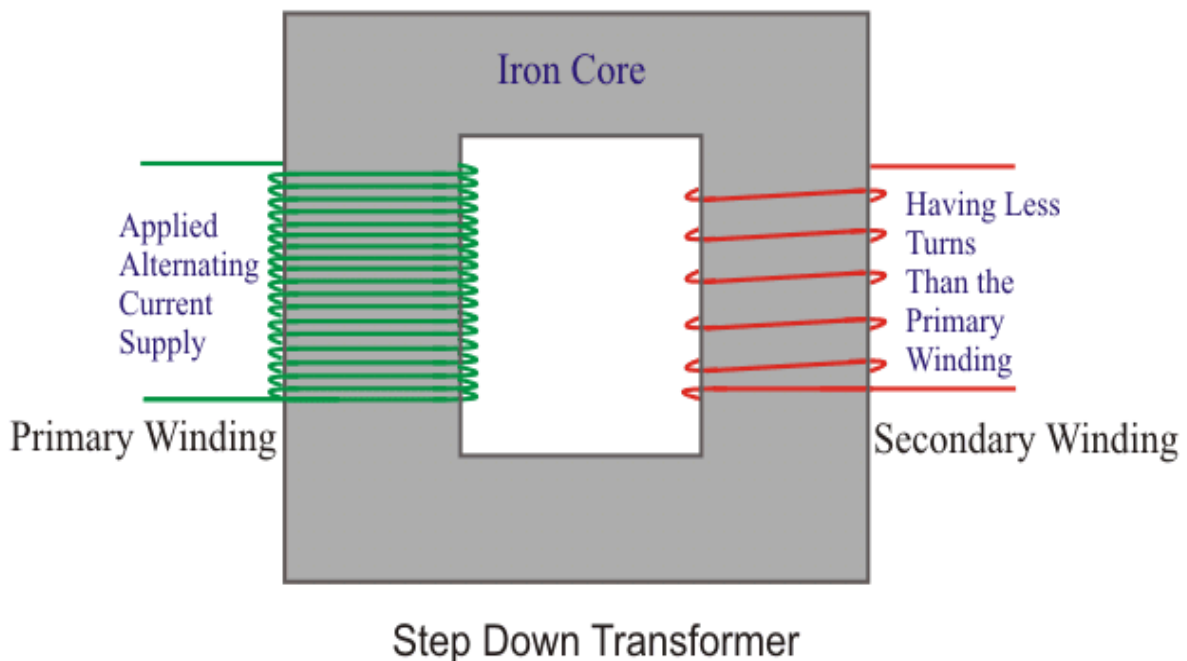 Iron Core
Applied
Alternating
Current
Supply
Having Less
Turns
Than the
Primary
Winding
Primary Winding
Secondary Winding
Step Down Transformer